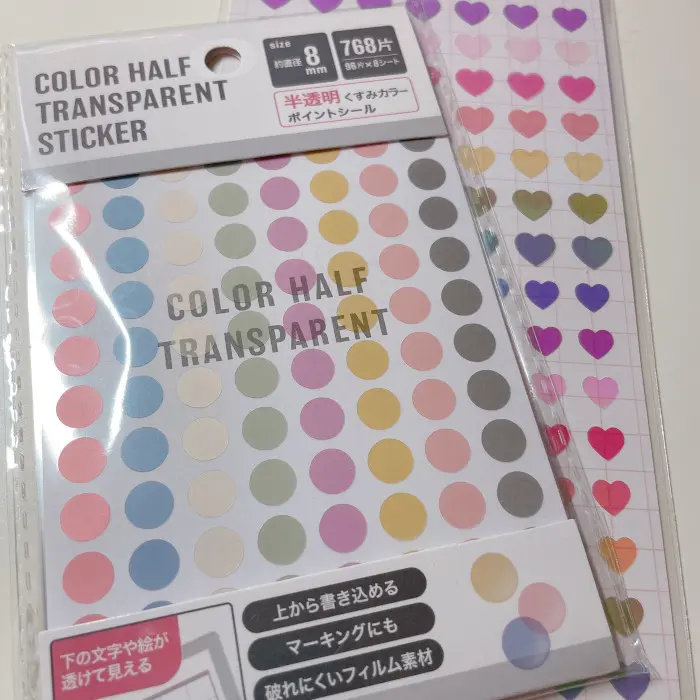 COLOR HALF
TRANSPARENT
STICKER
size
約直径 8 mm
768片
96片×8シート
半透明 くすみカラー
ポイントシール
COLOR HALF
TRANSPARENT
下の文字や絵が
透けて見える
上から書き込める
マーキングにも
破れにくいフィルム素材